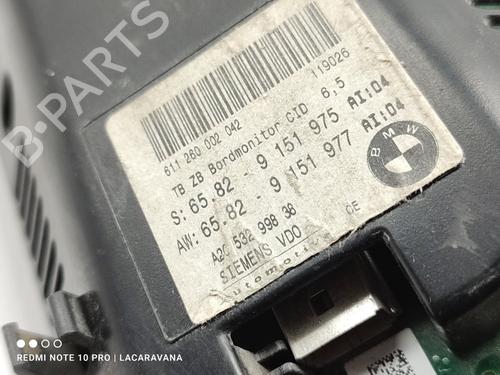 B-PARTS
119026
611 260 002 042
TB ZB Bordmonitor CID 6,5
S: 65.82 - 9 151 975 AI:04
AW: 65.82 - 9 151 977 AI:04
BMW
A2C 532 998 38
SIEMENS VDO CE
Automotive
REDMI NOTE 10 PRO | LACARAVANA